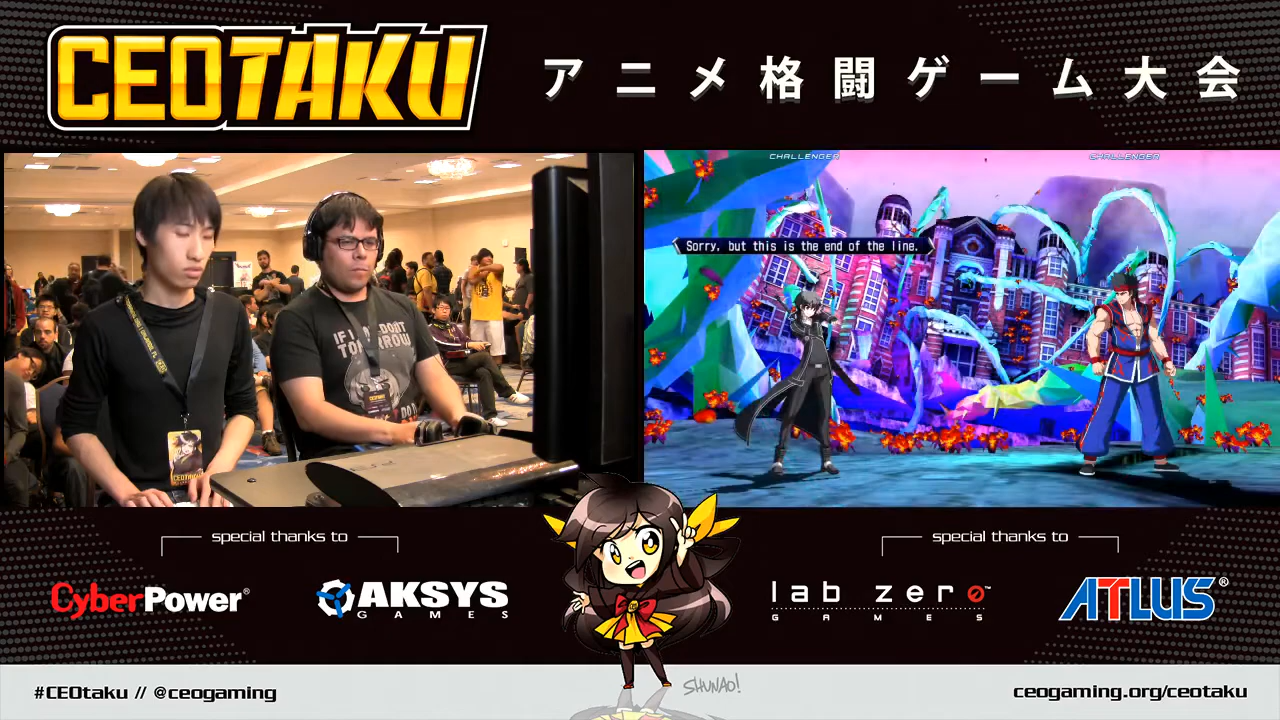 CEOTAKU
アニメ格闘ゲーム大会
CHALLENGER
CHALLENGER
Sorry, but this is the end of the line.
special thanks to
special thanks to
CyberPower®
AKSYS
GAMES
lab zero™
GAMES
ATLUS®
SHUNAO!
#CEOtaku // @ceogaming
ceogaming.org/ceotaku